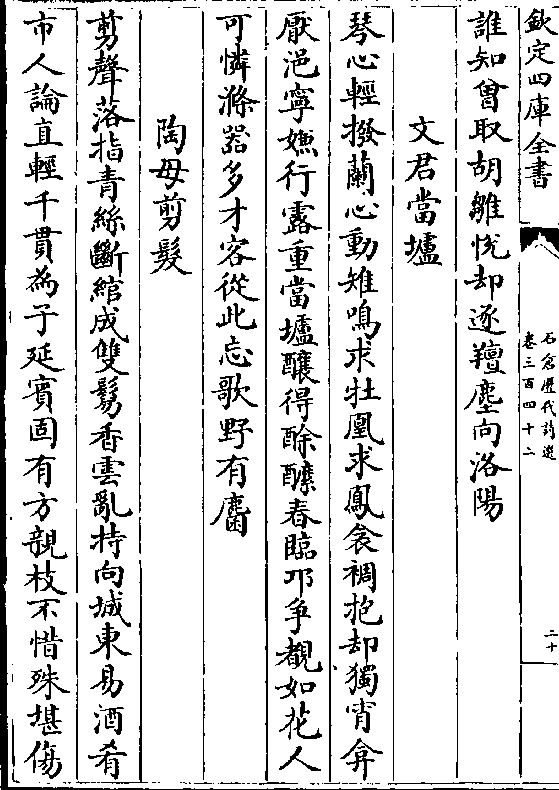 欽定四庫全書
石倉歷代詩選
卷三百四十二
二十
誰知曾取胡雛悅却逐羶塵向洛陽
文君當壚
琴心輕撥蘭心動雉鳴求牡凰求鳳衾裯抱却獨宵奔
厭浥寧嫌行露重當壚釀得酴醾春臨邛爭覩如花人
可憐滌器多才客從此忘歌野有麕
陶母剪髮
剪聲落指青絲斷綰成雙髢香雲亂持向城東易酒肴
市人論直輕千貫為子延賓固有方親枝不惜殊堪傷